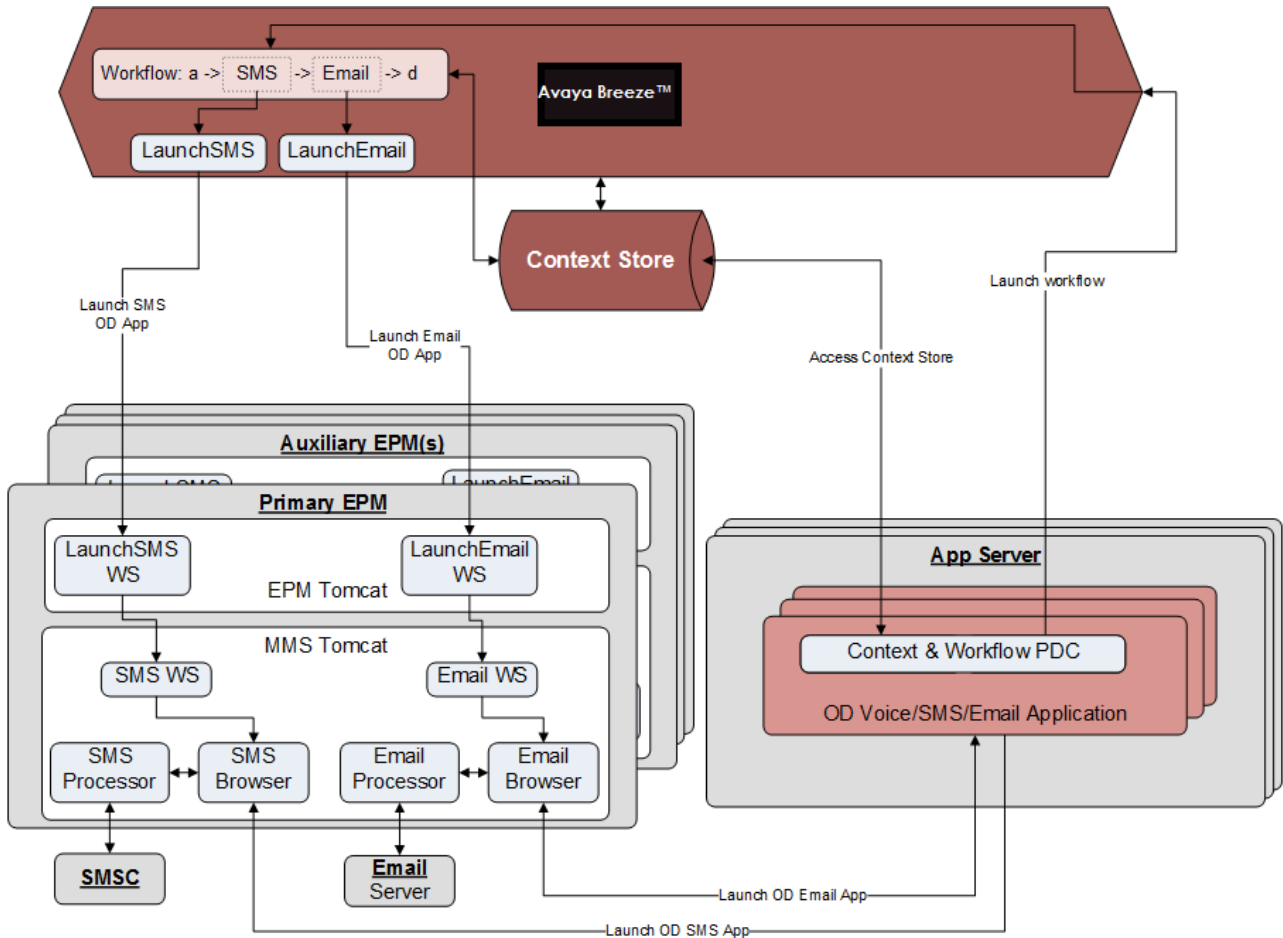 Workflow: a -> SMS -> Email -> d
Avaya Breeze™
LaunchSMS
LaunchEmail
Context Store
Launch SMS
OD App
Launch Email
OD App
Launch workflow
Access Context Store
Auxiliary EPM(s)
LaunchSMS
LaunchEmail
Primary EPM
LaunchSMS
WS
LaunchEmail
WS
EPM Tomcat
MMS Tomcat
SMS WS
Email WS
SMS
Processor
SMS
Browser
Email
Processor
Email
Browser
SMSC
Email
Server
App Server
Context & Workflow PDC
OD Voice/SMS/Email Application
Launch OD Email App
Launch OD SMS App